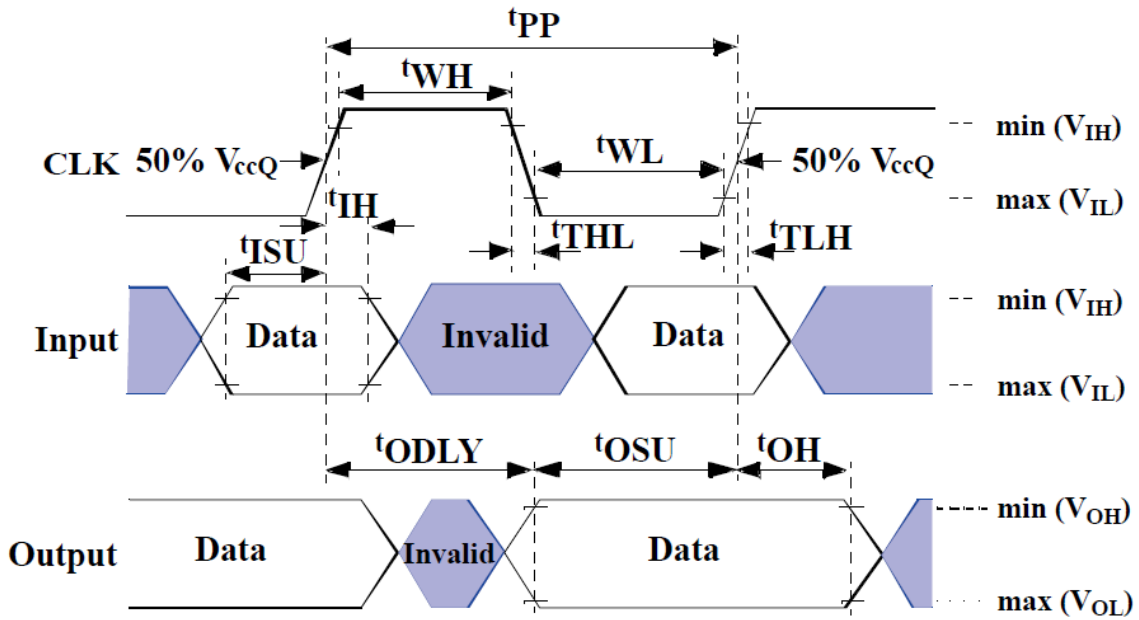 tPP
tWH
min (VIH)
CLK 50% VccQ
tWL
50% VccQ
tIH
max (VIL)
tISU
tTHL
tTLH
min (VIH)
Input
Data
Invalid
Data
max (VIL)
tODLY
tOSU
tOH
min (VOH)
Output
Data
Invalid
Data
max (VOL)